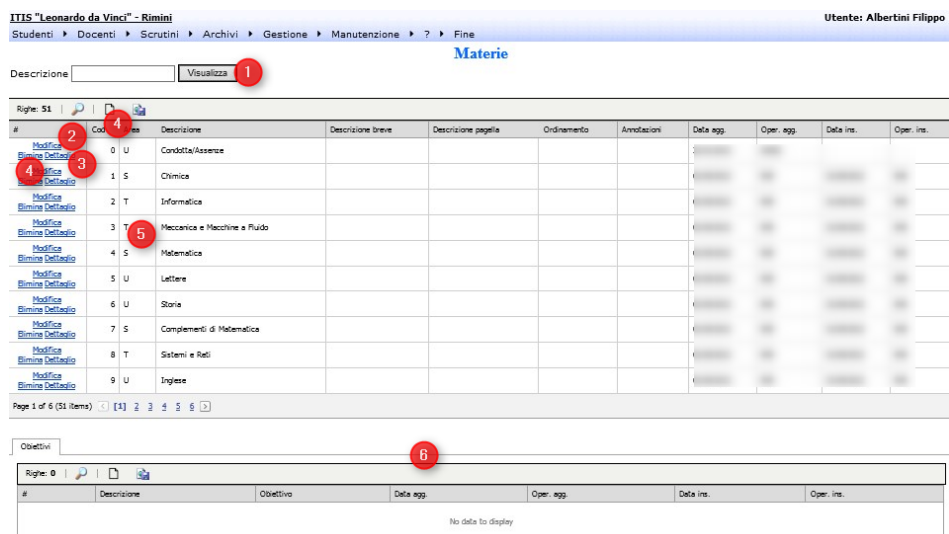 ITIS "Leonardo da Vinci" - Rimini Utente: Albertini Filippo
Studenti Docenti Scrutini Archivi Gestione Manutenzione ? Fine
Materie
Descrizione Visualizza 1
Righe: 51
4
# Descrizione Descrizione breve Descrizione pagella Ordinamento Annotazioni Data agg. Oper. agg. Data ins. Oper. ins.
2
Modifica
Elimina Dettaglio 0 U Condotta/Assenze
3
4
Dettaglio 1 S Chimica
Modifica
Elimina Dettaglio 2 T Informatica
Modifica
Elimina Dettaglio 3 T Meccanica e Macchine a Fluido
5
Modifica
Elimina Dettaglio 4 S Matematica
Modifica
Elimina Dettaglio 5 U Lettere
Modifica
Elimina Dettaglio 6 U Storia
Modifica
Elimina Dettaglio 7 S Complementi di Matematica
Modifica
Elimina Dettaglio 8 T Sistemi e Reti
Modifica
Elimina Dettaglio 9 U Inglese
Page 1 of 6 (51 items) < [1] 2 3 4 5 6 >
Obiettivi
6
Righe: 0
# Descrizione Obiettivo Data agg. Oper. agg. Data ins. Oper. ins.
No data to display